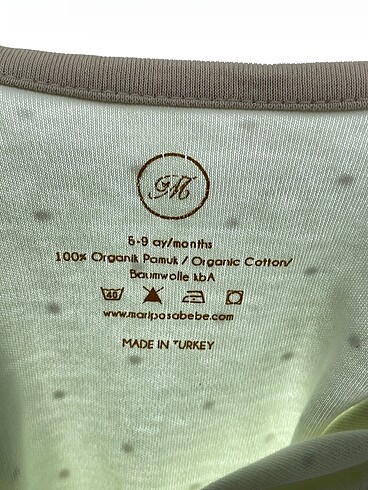 M
6-9 ay/months
100% Organik Pamuk / Organic Cotton/
Baumwolle kbA
40
www.mariposabebe.com
MADE IN TURKEY